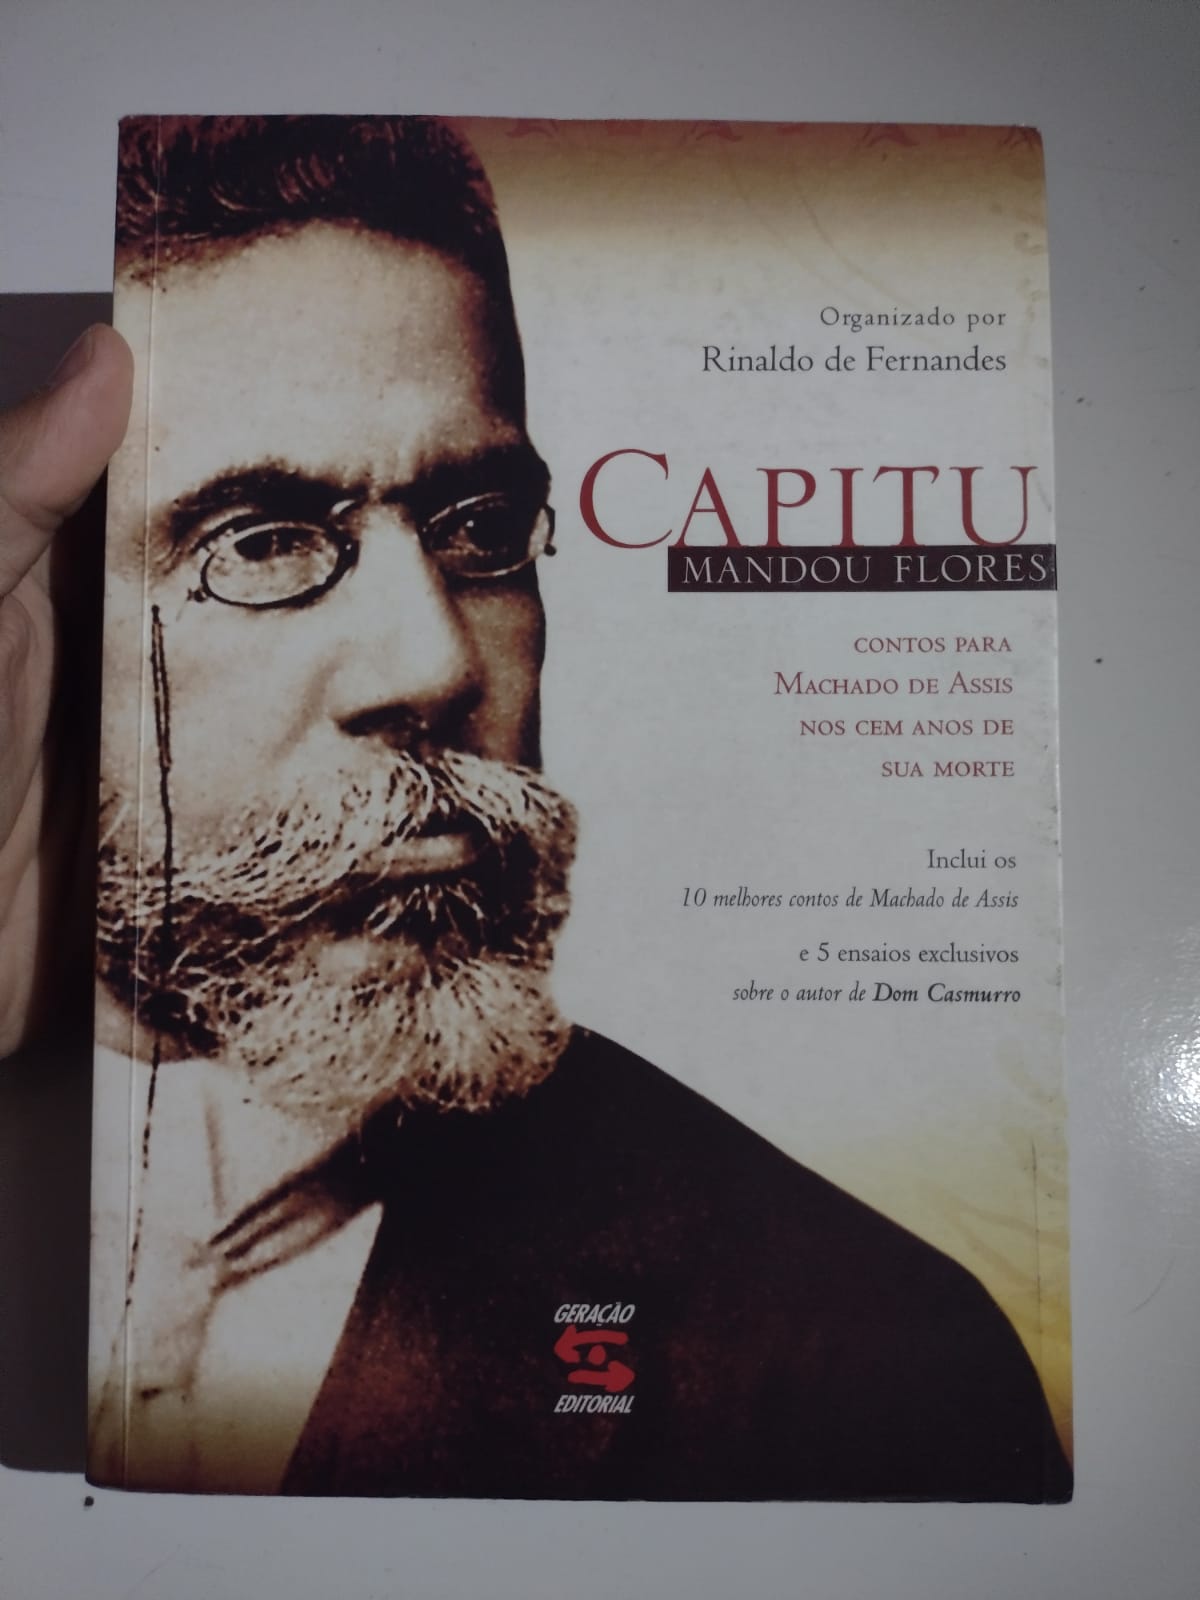 Organizado por
Rinaldo de Fernandes
CAPITU
MANDOU FLORES
CONTOS PARA
MACHADO DE ASSIS
NOS CEM ANOS DE
SUA MORTE
Inclui os
10 melhores contos de Machado de Assis
e 5 ensaios exclusivos
sobre o autor de Dom Casmurro
GERAÇÃO
EDITORIAL